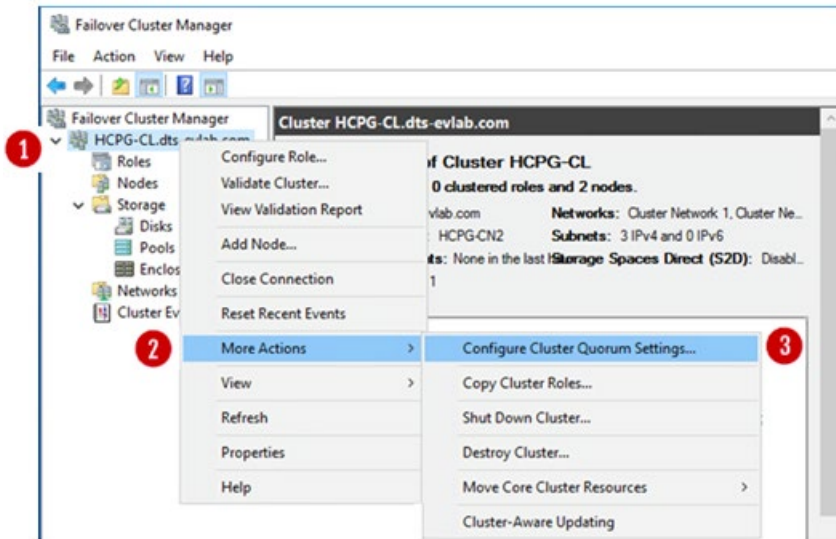 Failover Cluster Manager
File Action View Help
Failover Cluster Manager
1 HCPG-CL.dts-evlab.com
Roles
Nodes
Storage
Disks
Pools
Enclos
Networks
Cluster Ev
Cluster HCPG-CL.dts-evlab.com
of Cluster HCPG-CL
0 clustered roles and 2 nodes.
vlab.com Networks: Cluster Network 1, Cluster Ne...
HCPG-CN2 Subnets: 3 IPv4 and 0 IPv6
ts: None in the last Storage Spaces Direct (S2D): Disabl...
1
Configure Role...
Validate Cluster...
View Validation Report
Add Node...
Close Connection
Reset Recent Events
2 More Actions >
View >
Refresh
Properties
Help
Configure Cluster Quorum Settings... 3
Copy Cluster Roles...
Shut Down Cluster...
Destroy Cluster...
Move Core Cluster Resources >
Cluster-Aware Updating